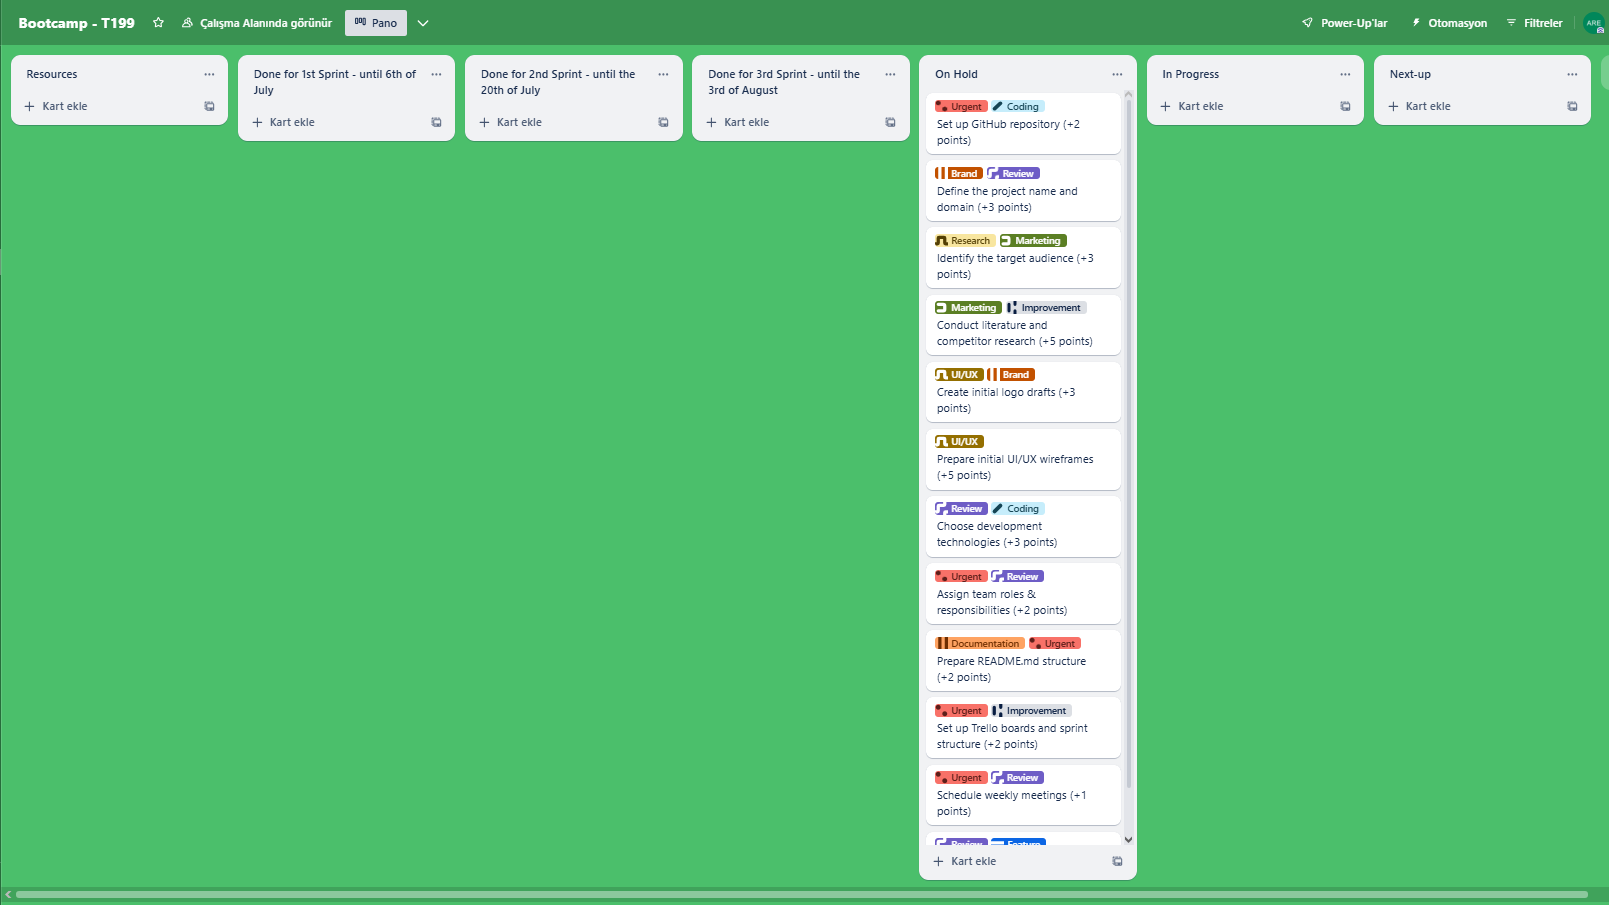 Bootcamp - T199
Çalışma Alanında görünür
Pano
Power-Up'lar
Otomasyon
Filtreler
ARE
Resources
Kart ekle
Done for 1st Sprint - until 6th of
July
Kart ekle
Done for 2nd Sprint - until the
20th of July
Kart ekle
Done for 3rd Sprint - until the
3rd of August
Kart ekle
On Hold
Urgent Coding
Set up GitHub repository (+2
points)
Brand Review
Define the project name and
domain (+3 points)
Research Marketing
Identify the target audience (+3
points)
Marketing Improvement
Conduct literature and
competitor research (+5 points)
UI/UX Brand
Create initial logo drafts (+3
points)
UI/UX
Prepare initial UI/UX wireframes
(+5 points)
Review Coding
Choose development
technologies (+3 points)
Urgent Review
Assign team roles &
responsibilities (+2 points)
Documentation Urgent
Prepare README.md structure
(+2 points)
Urgent Improvement
Set up Trello boards and sprint
structure (+2 points)
Urgent Review
Schedule weekly meetings (+1
points)
Review Feature
Kart ekle
In Progress
Kart ekle
Next-up
Kart ekle